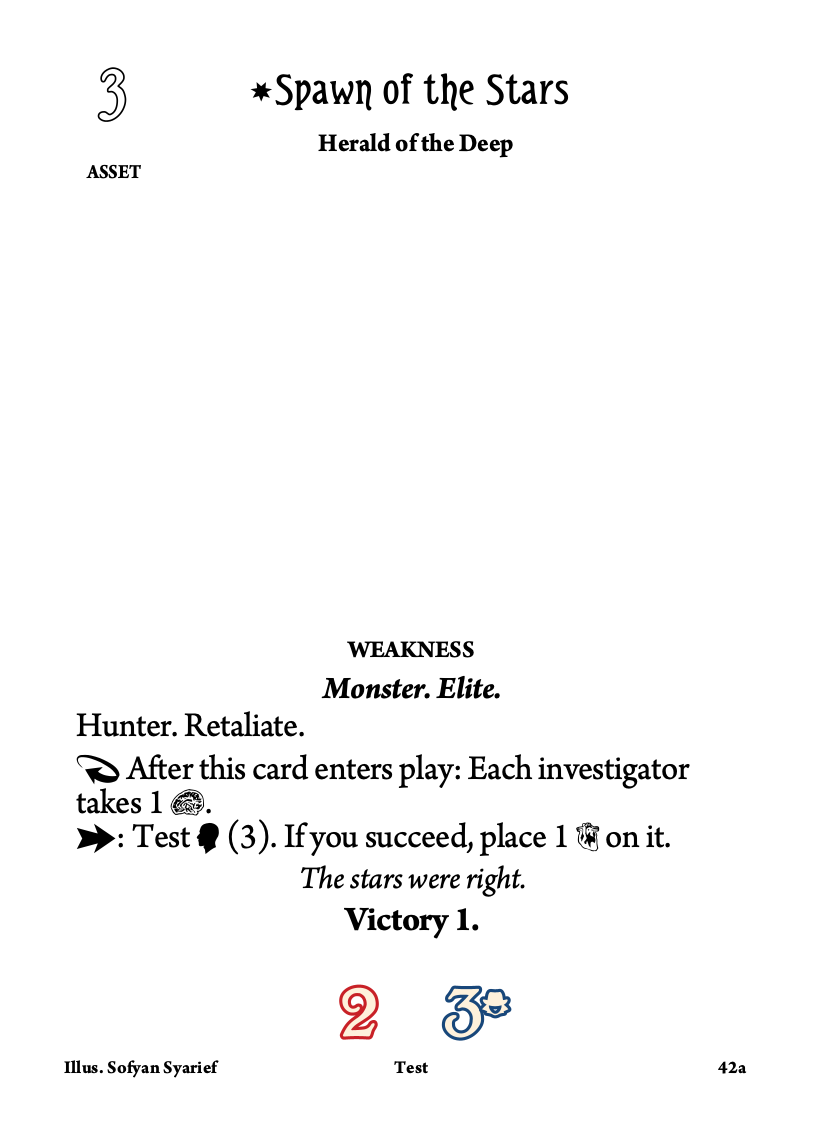 3
Spawn of the Stars
Herald of the Deep
ASSET
WEAKNESS
Monster. Elite.
Hunter. Retaliate.
After this card enters play: Each investigator
takes 1 .
: Test (3). If you succeed, place 1 on it.
The stars were right.
Victory 1.
2 3
Illus. Sofyan Syarief Test 42a